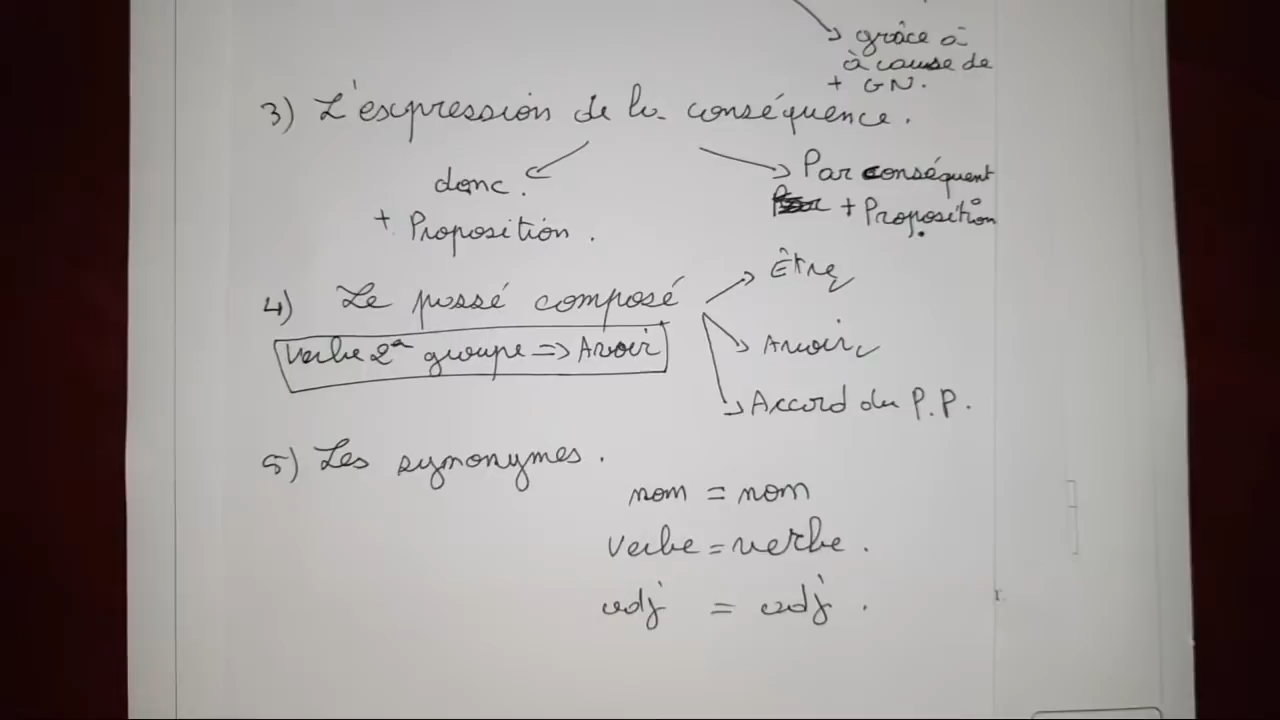 grâce à
à cause de
+ GN.
3) L'expression de la conséquence.
donc.
+ Proposition.
Par conséquent
+ Proposition
4) Le passé composé
Être
Verbe 2e groupe => Avoir
Avoir
Accord du P.P.
5) Les synonymes.
nom = nom
Verbe = verbe.
adj = adj.